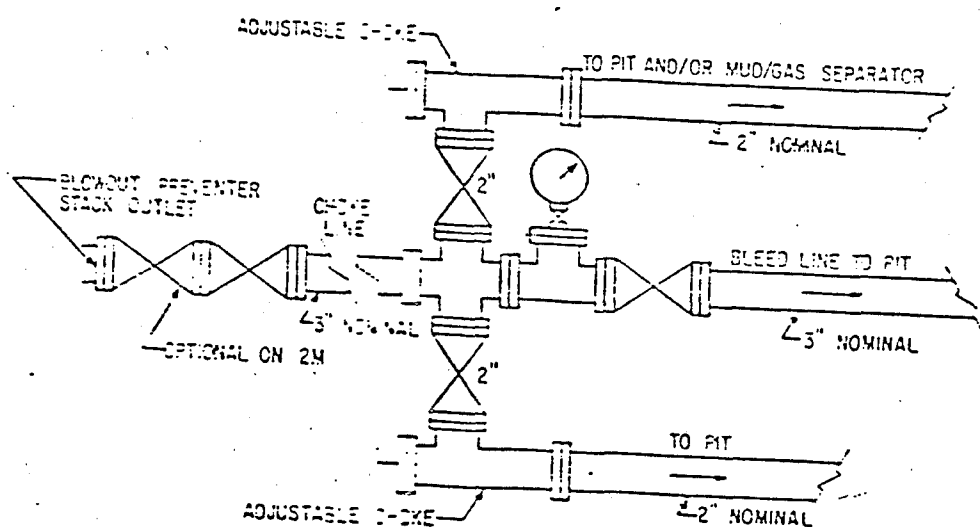 ADJUSTABLE CHOKE
TO PIT AND/OR MUD/GAS SEPARATOR
2" NOMINAL
2"
BLOWOUT PREVENTER
STACK OUTLET
CHOKE
LINE
BLEED LINE TO PIT
3" NOMINAL
3" NOMINAL
OPTIONAL ON 2M
2"
TO PIT
ADJUSTABLE CHOKE
2" NOMINAL